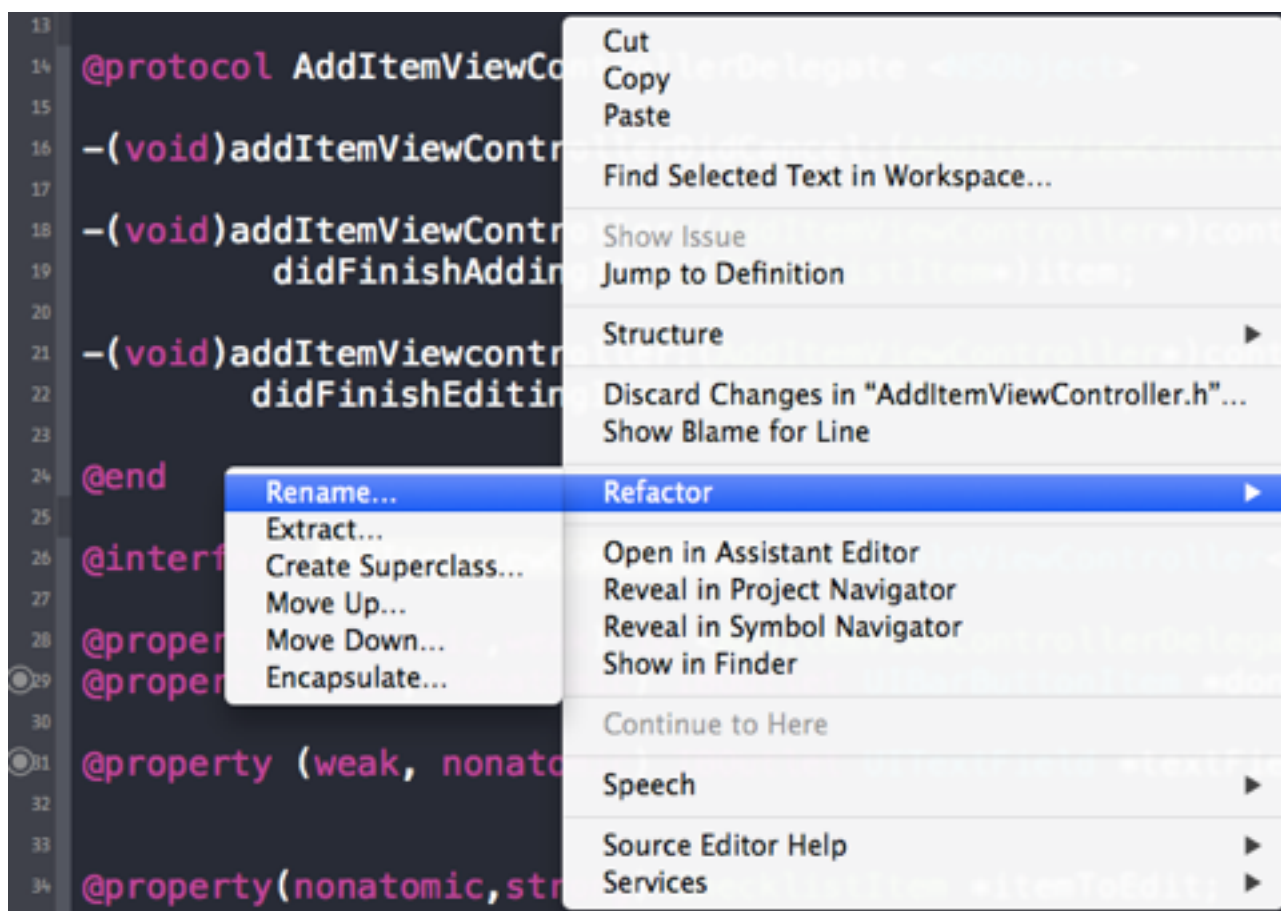 13
14 @protocol AddItemViewCo
15
16 -(void)addItemViewContr
17
18 -(void)addItemViewContr
19 didFinishAddin
20
21 -(void)addItemViewcontr
22 didFinishEditin
23
24 @end
25
26 @interf
27
28 @proper
29 @proper
30
31 @property (weak, nonato
32
33
34 @property(nonatomic,str
Cut
Copy
Paste
Find Selected Text in Workspace...
Show Issue
Jump to Definition
Structure
Discard Changes in “AddItemViewController.h”...
Show Blame for Line
Refactor
Open in Assistant Editor
Reveal in Project Navigator
Reveal in Symbol Navigator
Show in Finder
Continue to Here
Speech
Source Editor Help
Services
Rename...
Extract...
Create Superclass...
Move Up...
Move Down...
Encapsulate...